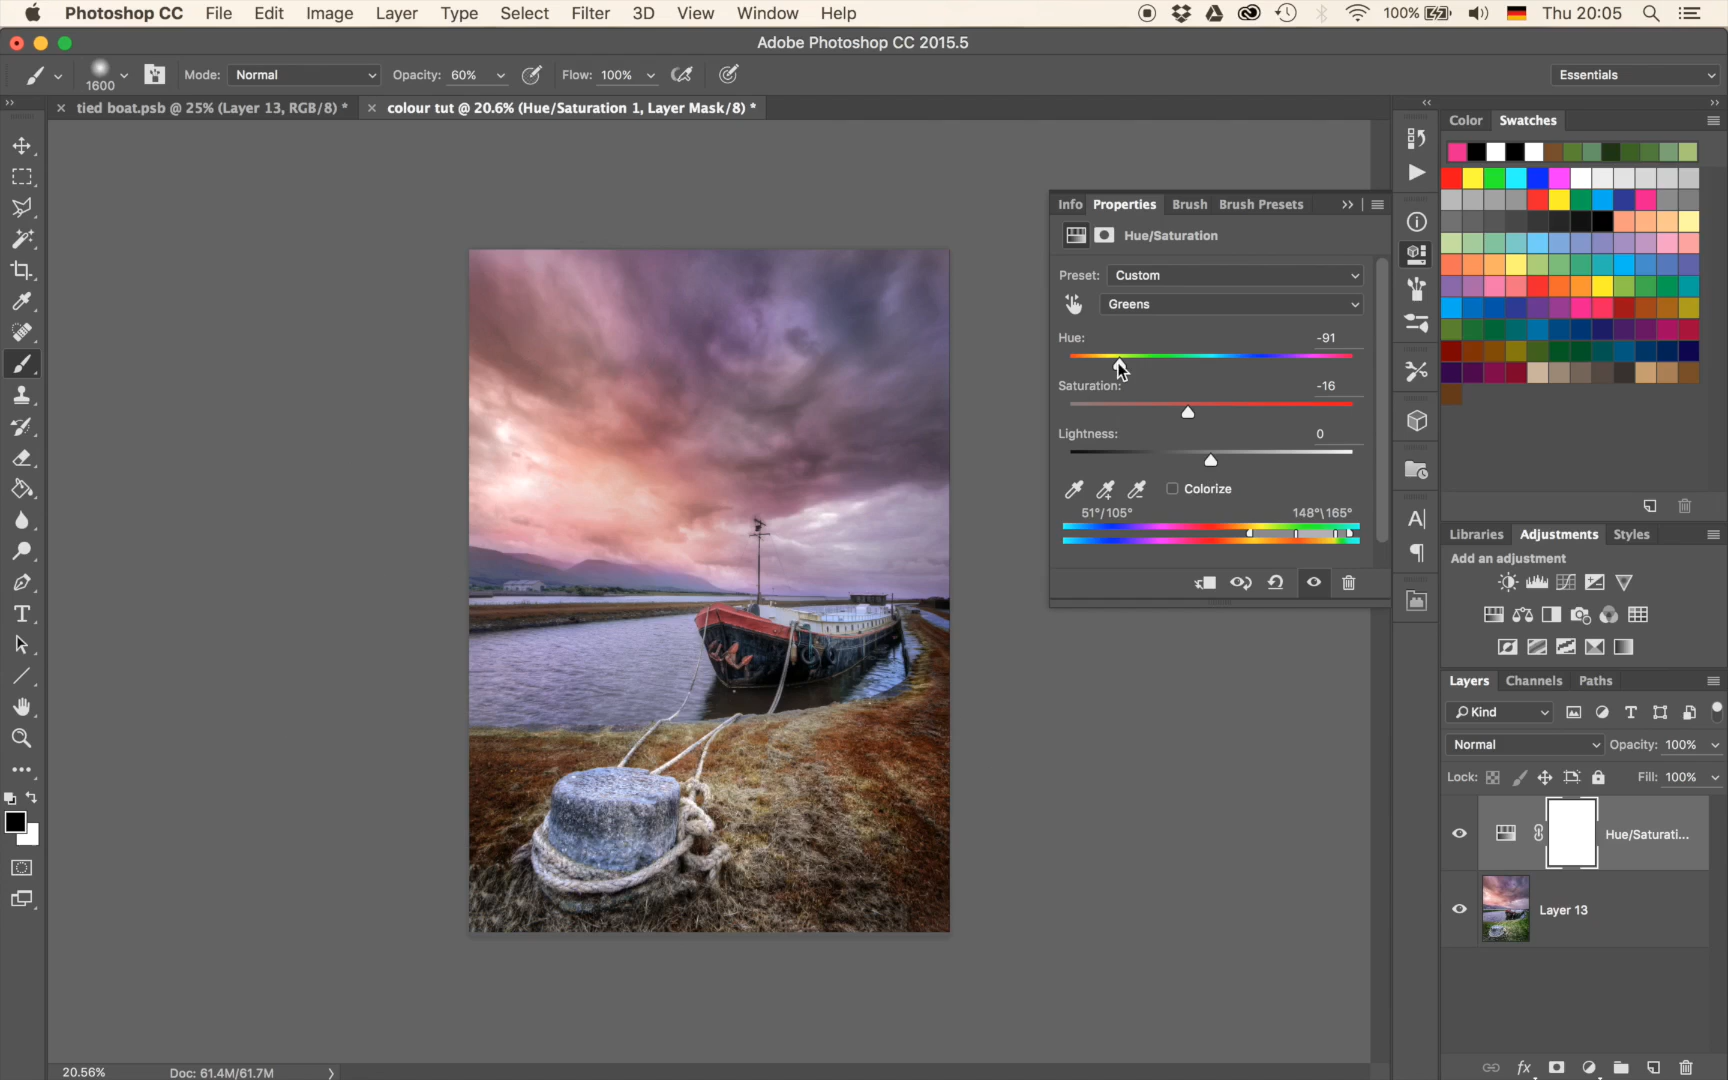 Photoshop CC File Edit Image Layer Type Select Filter 3D View Window Help 100% Thu 20:05
Adobe Photoshop CC 2015.5
1600 Mode: Normal Opacity: 60% Flow: 100% Essentials
tied boat.psb @ 25% (Layer 13, RGB/8) * colour tut @ 20.6% (Hue/Saturation 1, Layer Mask/8) *
Color Swatches
Info Properties Brush Brush Presets
Hue/Saturation
Preset: Custom
Greens
Hue: -91
Saturation: -16
Lightness: 0
Colorize
51°/105° 148°\165°
Libraries Adjustments Styles
Add an adjustment
Layers Channels Paths
Kind
Normal Opacity: 100%
Lock: Fill: 100%
Hue/Saturati...
Layer 13
20.56% Doc: 61.4M/61.7M
fx